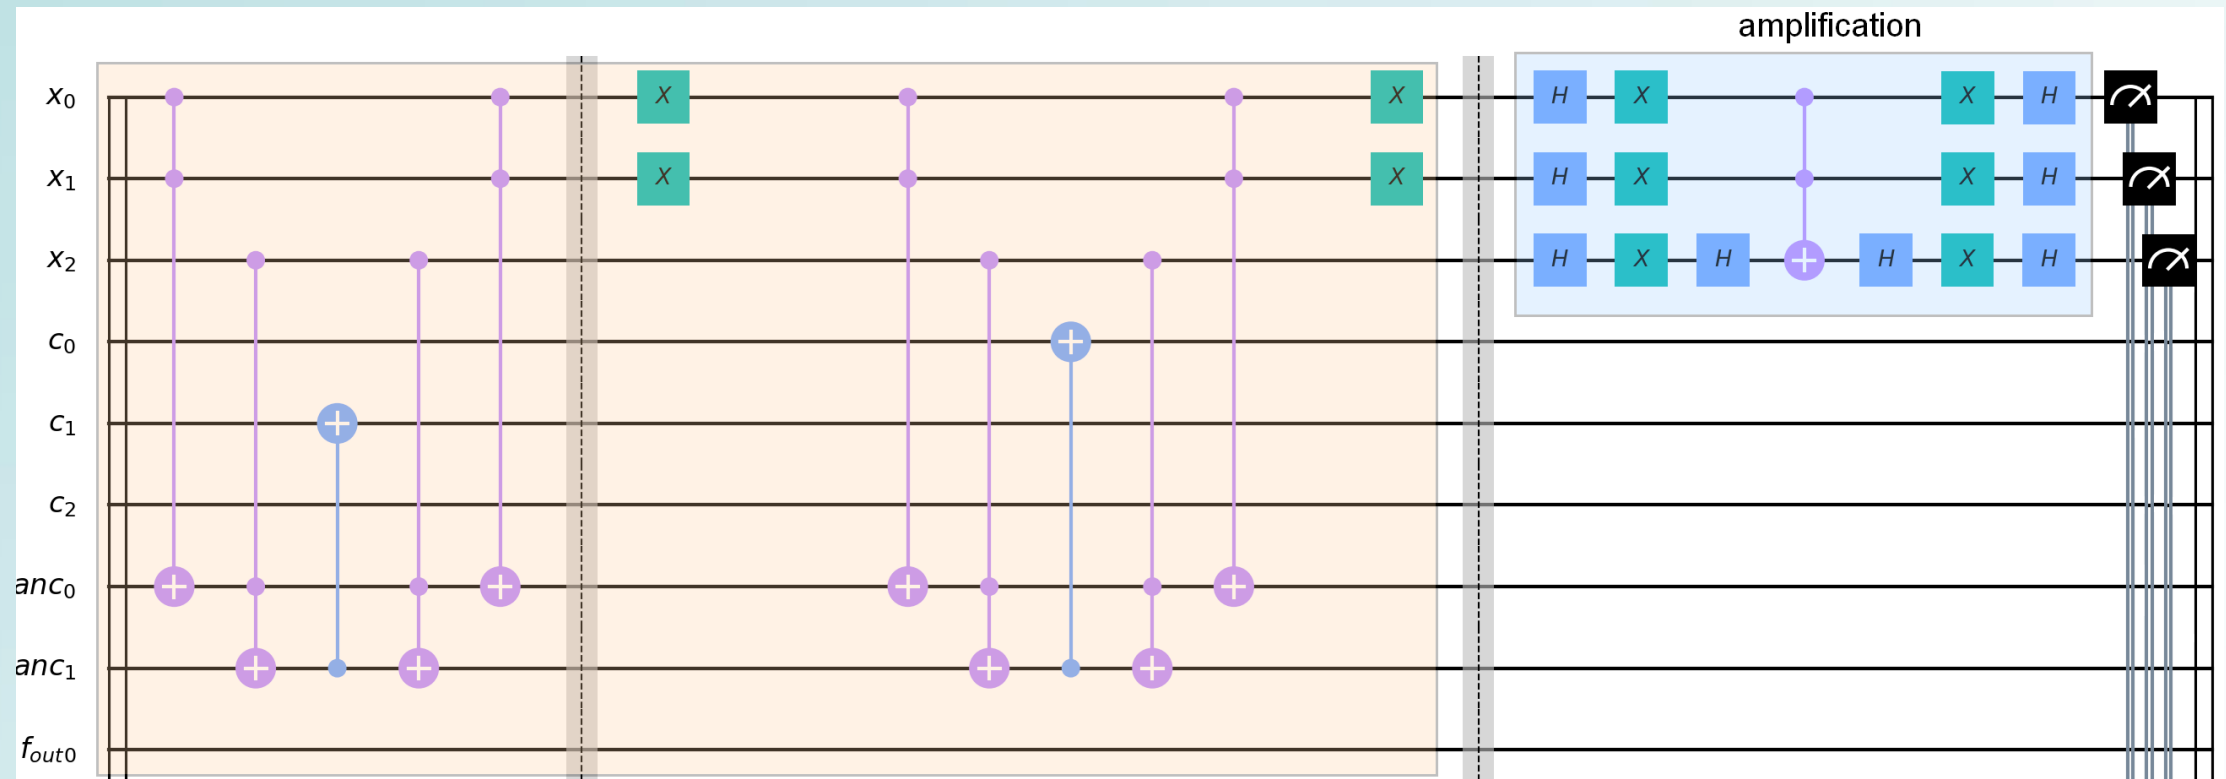 amplification
x0 X X H X X H
x1 X X H X X H
x2 H X H H X H
c0
c1
c2
anc0
anc1
fout0